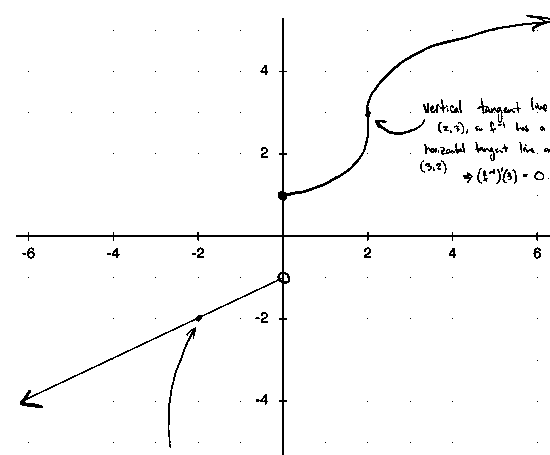 4
vertical tangent line
(2,3), so f⁻¹ has a
2
horizontal tangent line
(3,2)
⇒ (f⁻¹)'(3) = 0.
-6 -4 -2 2 4 6
-2
-4